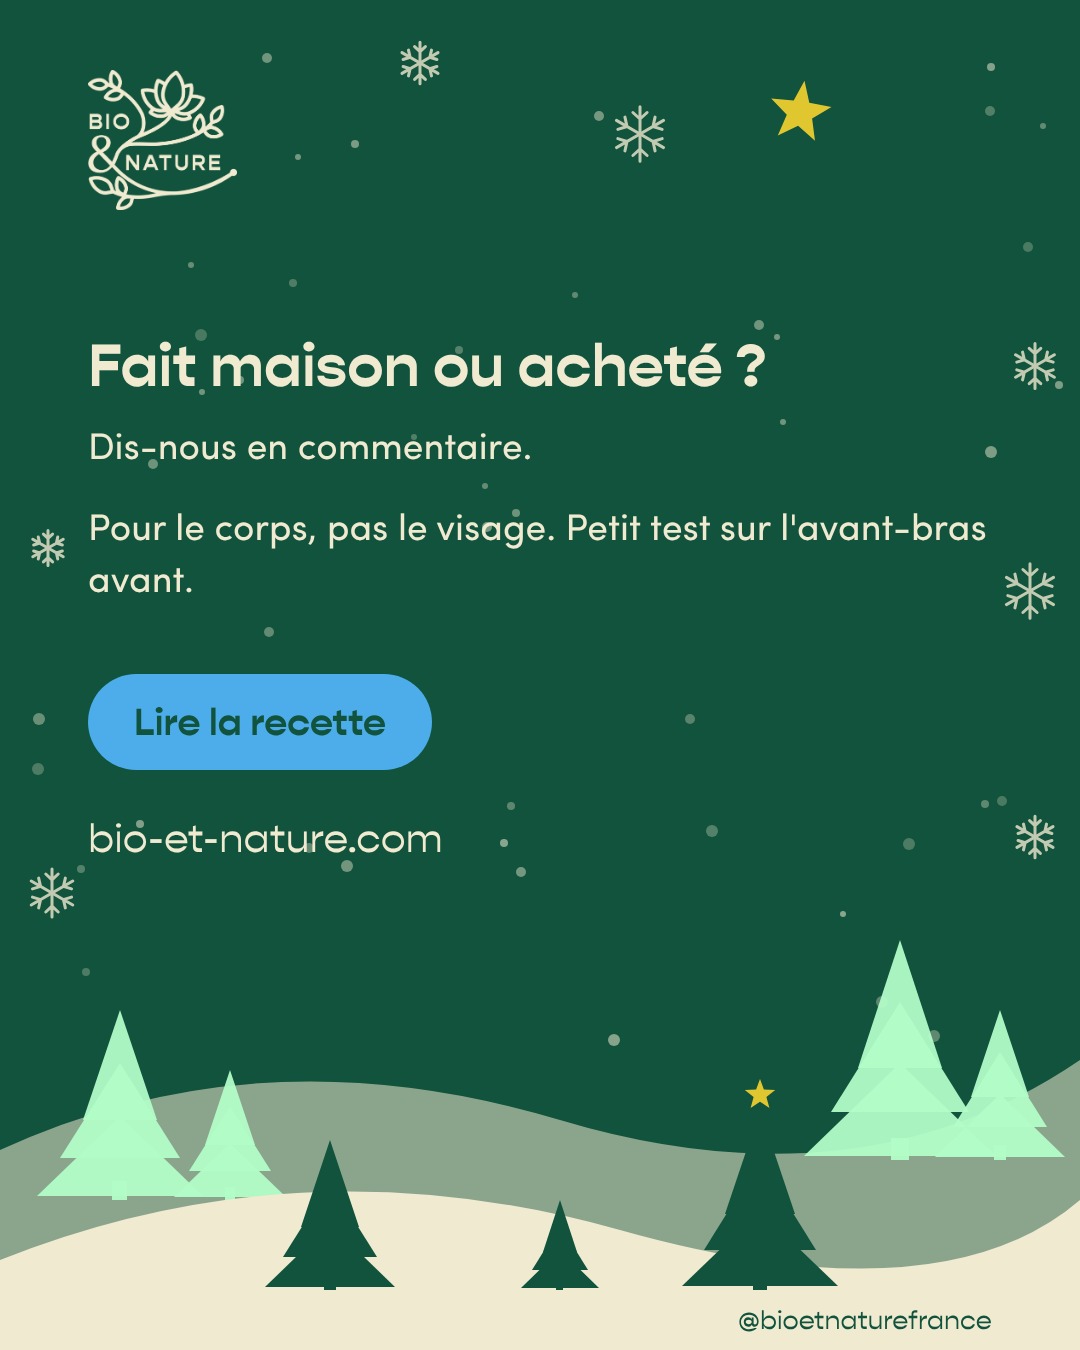 BIO
& NATURE
Fait maison ou acheté ?
Dis-nous en commentaire.
Pour le corps, pas le visage. Petit test sur l'avant-bras
avant.
Lire la recette
bio-et-nature.com
@bioetnaturefrance